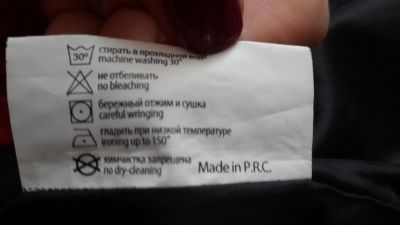 30°
стирать в прохладной воде
machine washing 30°
не отбеливать
no bleaching
бережный отжим и сушка
careful wringing
гладить при низкой температуре
ironing up to 150°
химчистка запрещена
no dry-cleaning
Made in P.R.C.